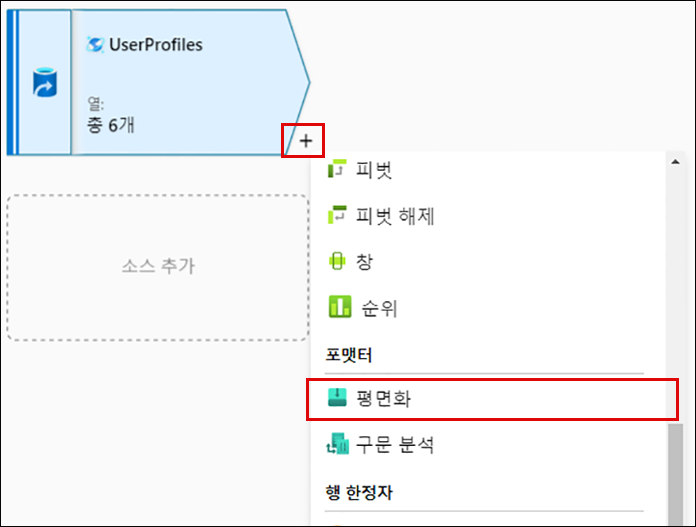 UserProfiles
열:
총 6개
+
피벗
피벗 해제
창
순위
소스 추가
포맷터
평면화
구문 분석
행 한정자